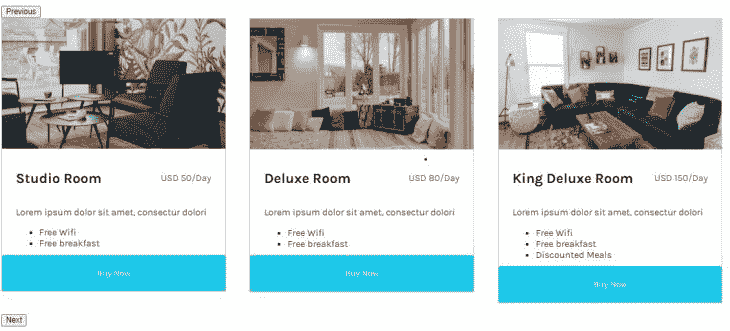 Previous
Studio Room USD 50/Day
Lorem ipsum dolor sit amet, consectur dolori
Free Wifi
Free breakfast
Buy Now
Deluxe Room USD 80/Day
Lorem ipsum dolor sit amet, consectur dolori
Free Wifi
Free breakfast
Buy Now
King Deluxe Room USD 150/Day
Lorem ipsum dolor sit amet, consectur dolori
Free Wifi
Free breakfast
Discounted Meals
Buy Now
Next